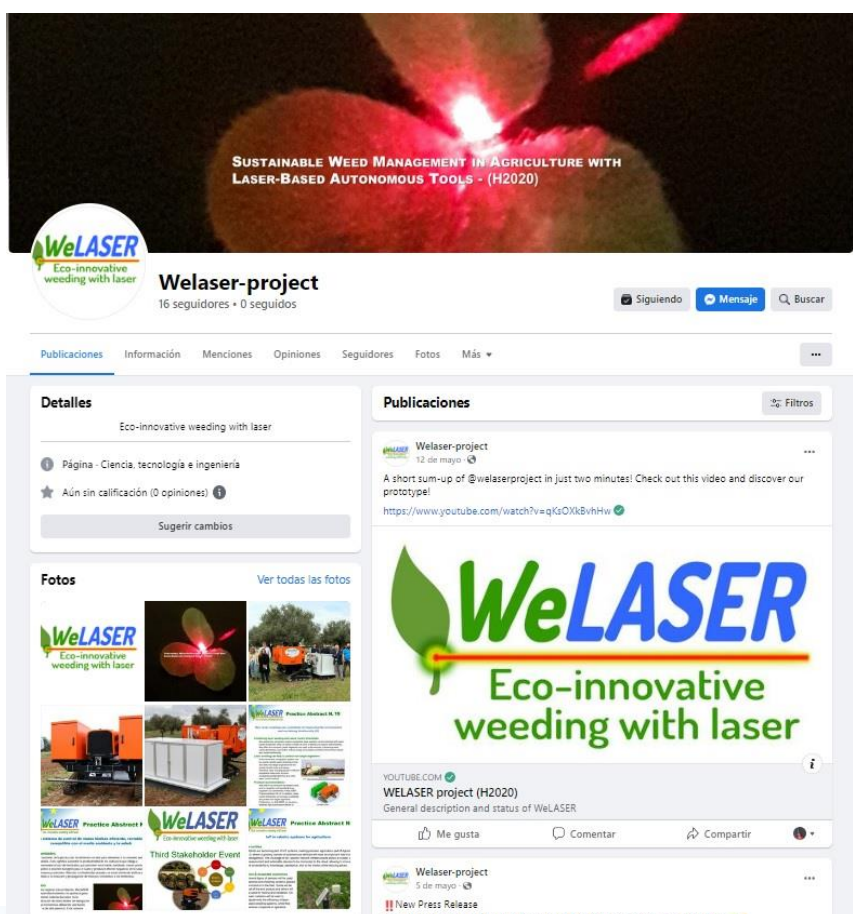 SUSTAINABLE WEED MANAGEMENT IN AGRICULTURE WITH
LASER-BASED AUTONOMOUS TOOLS - (H2020)
WeLASER
Eco-innovative
weeding with laser
Welaser-project
16 seguidores • 0 seguidos
Siguiendo
Mensaje
Buscar
Publicaciones
Información
Menciones
Opiniones
Seguidores
Fotos
Más
Detalles
Eco-innovative weeding with laser
Página · Ciencia, tecnología e ingeniería
Aún sin calificación (0 opiniones)
Sugerir cambios
Fotos
Ver todas las fotos
WeLASER
Eco-innovative
weeding with laser
WeLASER Practice Abstract N. 10
WeLASER Practice Abstract
WeLASER
Eco-innovative weeding with laser
Third Stakeholder Event
WeLASER Practice Abstract N
Publicaciones
Filtros
Welaser-project
12 de mayo ·
A short sum-up of @welaserproject in just two minutes! Check out this video and discover our
prototype!
https://www.youtube.com/watch?v=qKsOXkBvhHw
WeLASER
Eco-innovative
weeding with laser
YOUTUBE.COM
WELASER project (H2020)
General description and status of WeLASER
Me gusta
Comentar
Compartir
Welaser-project
5 de mayo ·
‼️New Press Release